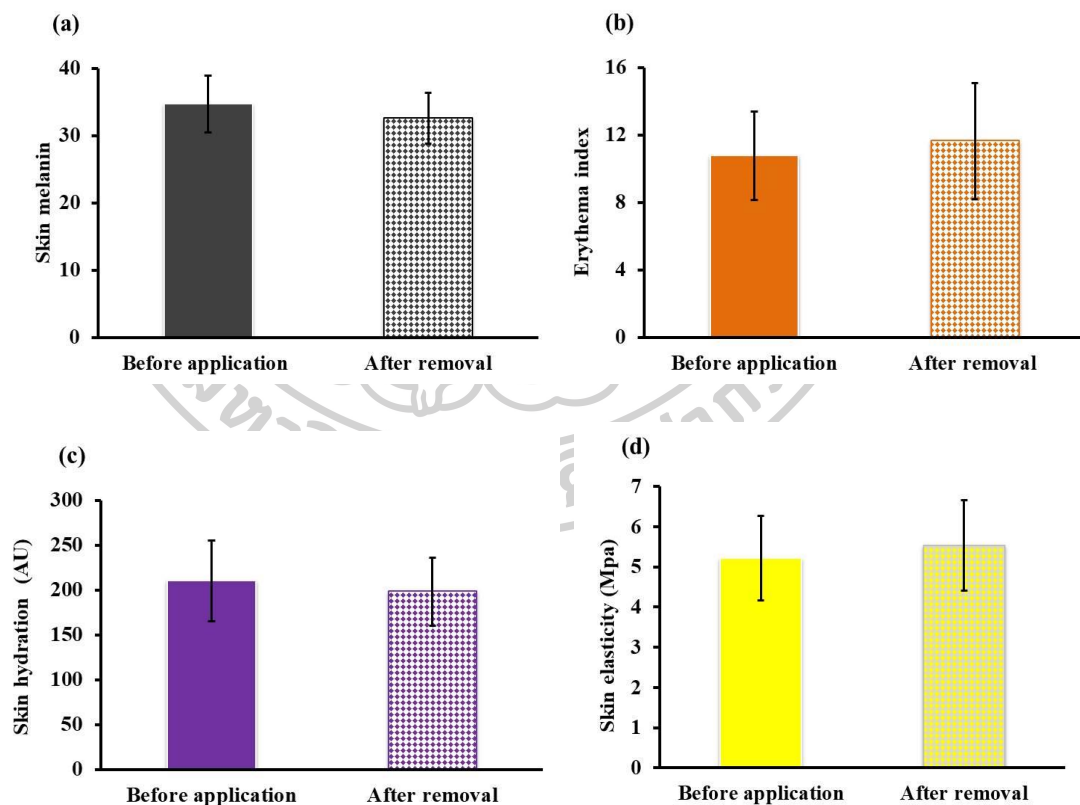 (a)
Skin melanin
40
30
20
10
0
Before application
After removal
(b)
Erythema index
16
12
8
4
0
Before application
After removal
(c)
Skin hydration (AU)
300
250
200
150
100
50
0
Before application
After removal
(d)
Skin elasticity (Mpa)
7
6
5
4
3
2
1
0
Before application
After removal